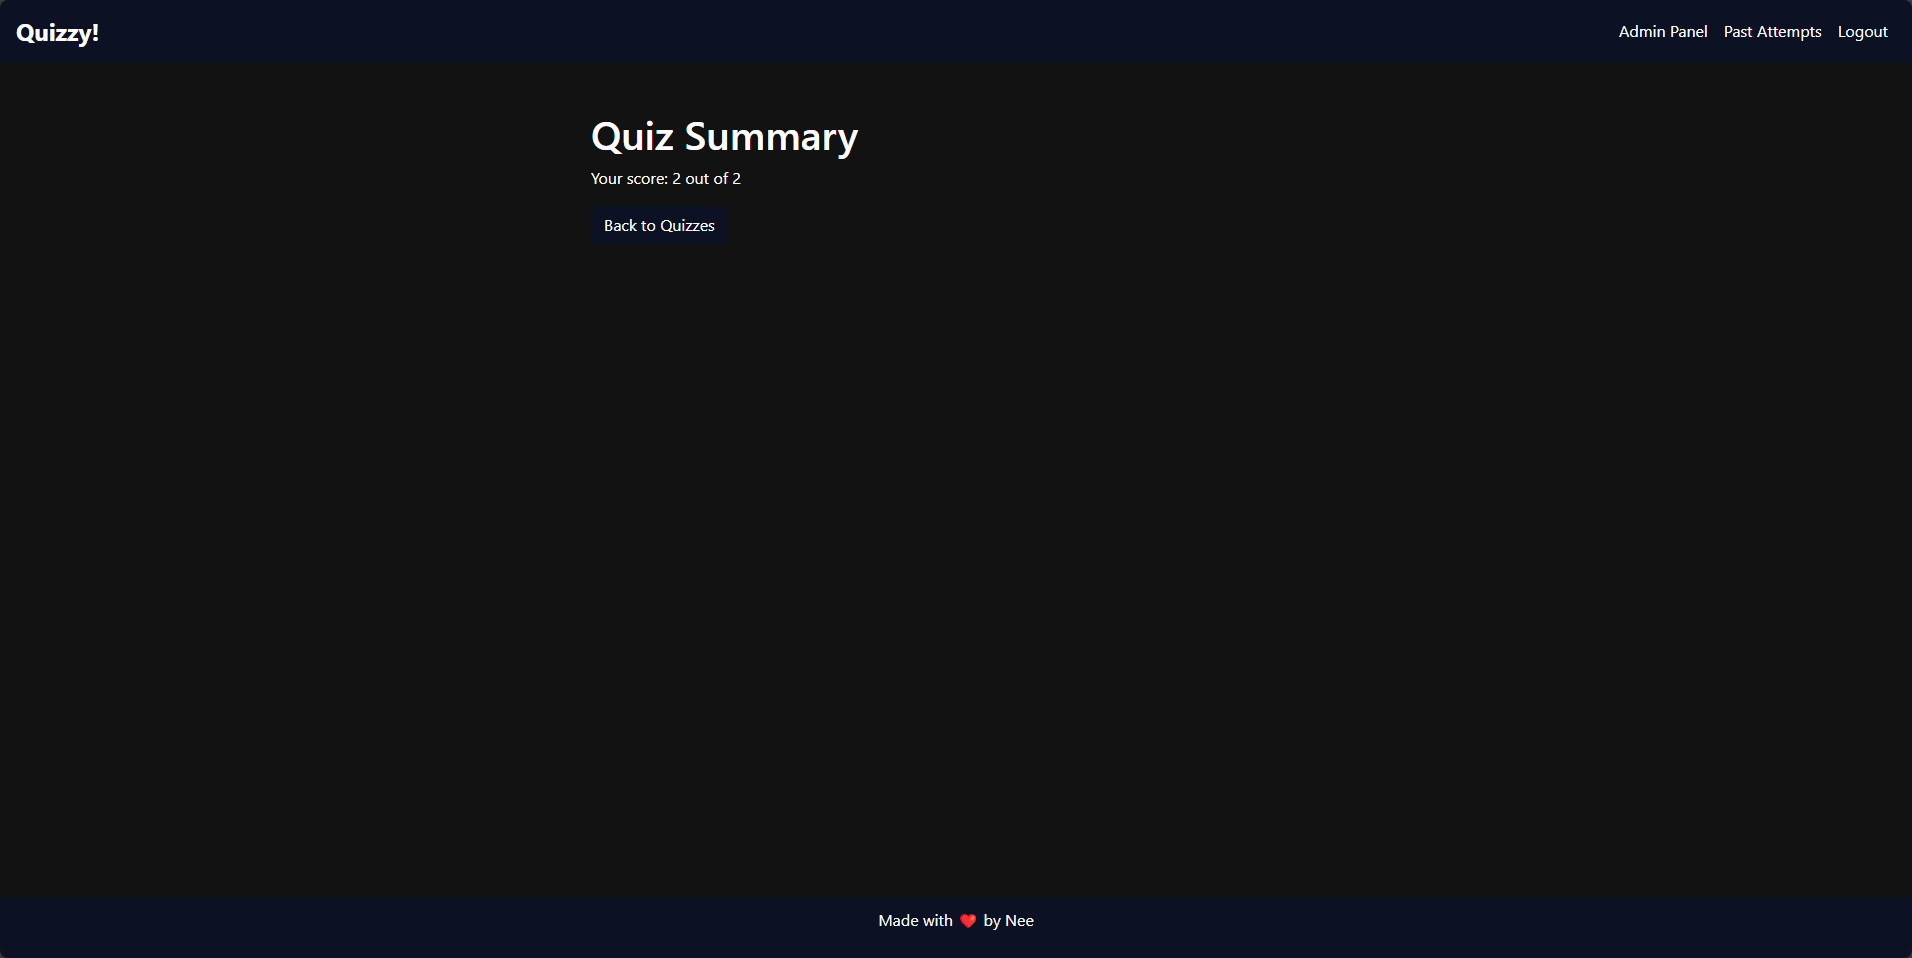 Quizzy!
Admin Panel Past Attempts Logout
Quiz Summary
Your score: 2 out of 2
Back to Quizzes
Made with ❤️ by Nee